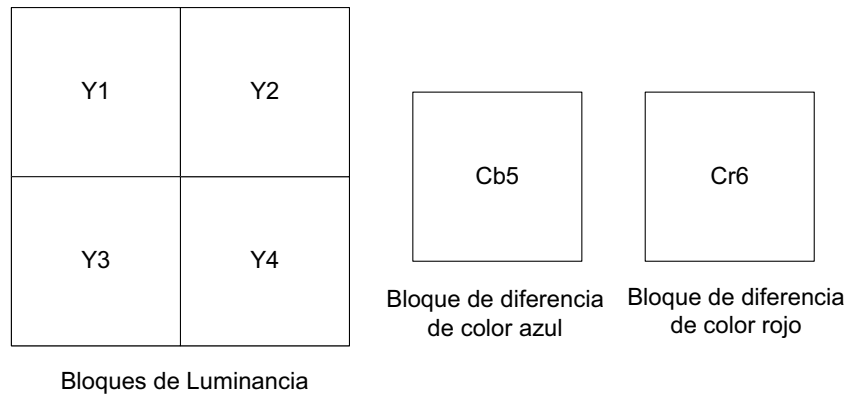 Y1
Y2
Y3
Y4
Bloques de Luminancia
Cb5
Bloque de diferencia
de color azul
Cr6
Bloque de diferencia
de color rojo